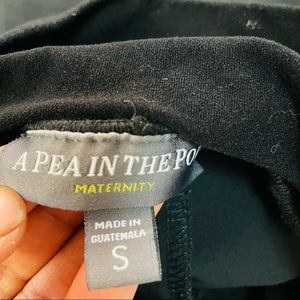 A PEA IN THE PO
MATERNITY
MADE IN
GUATEMALA
S